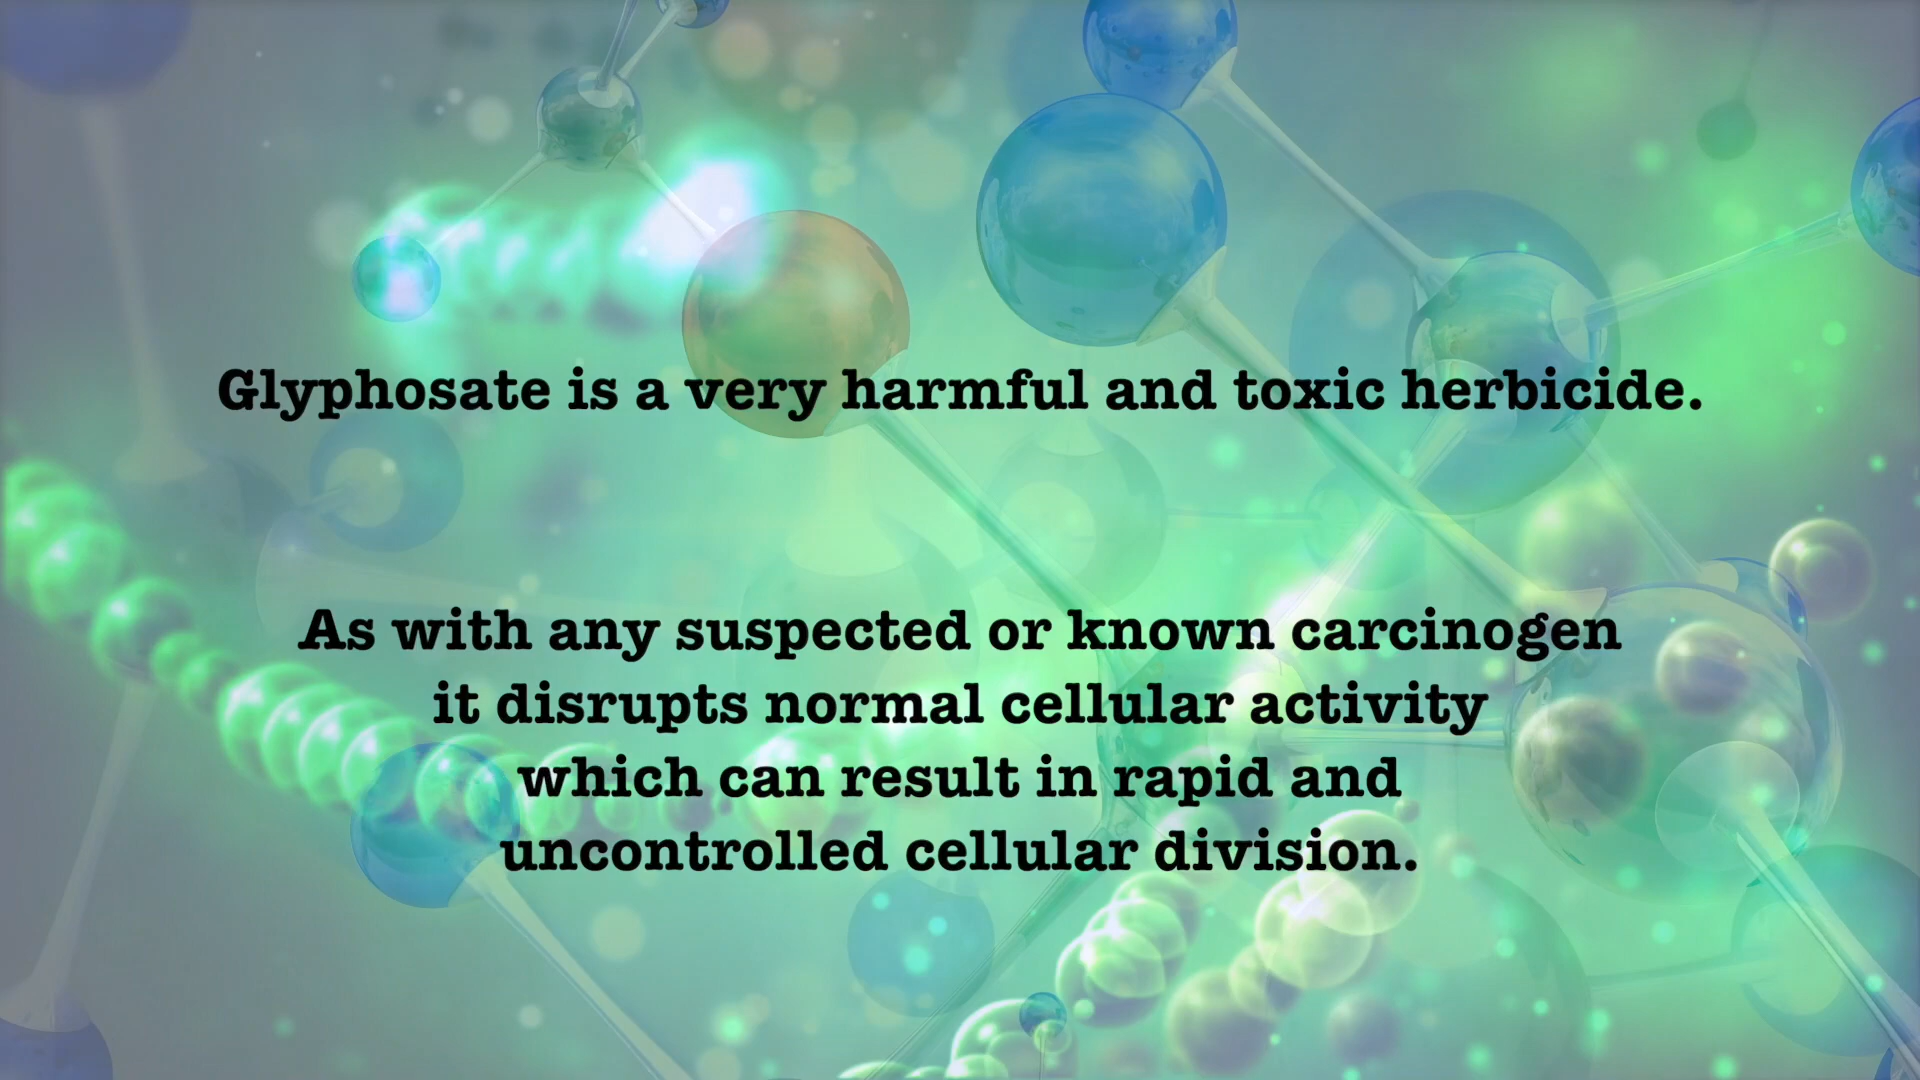 Glyphosate is a very harmful and toxic herbicide.
As with any suspected or known carcinogen
it disrupts normal cellular activity
which can result in rapid and
uncontrolled cellular division.